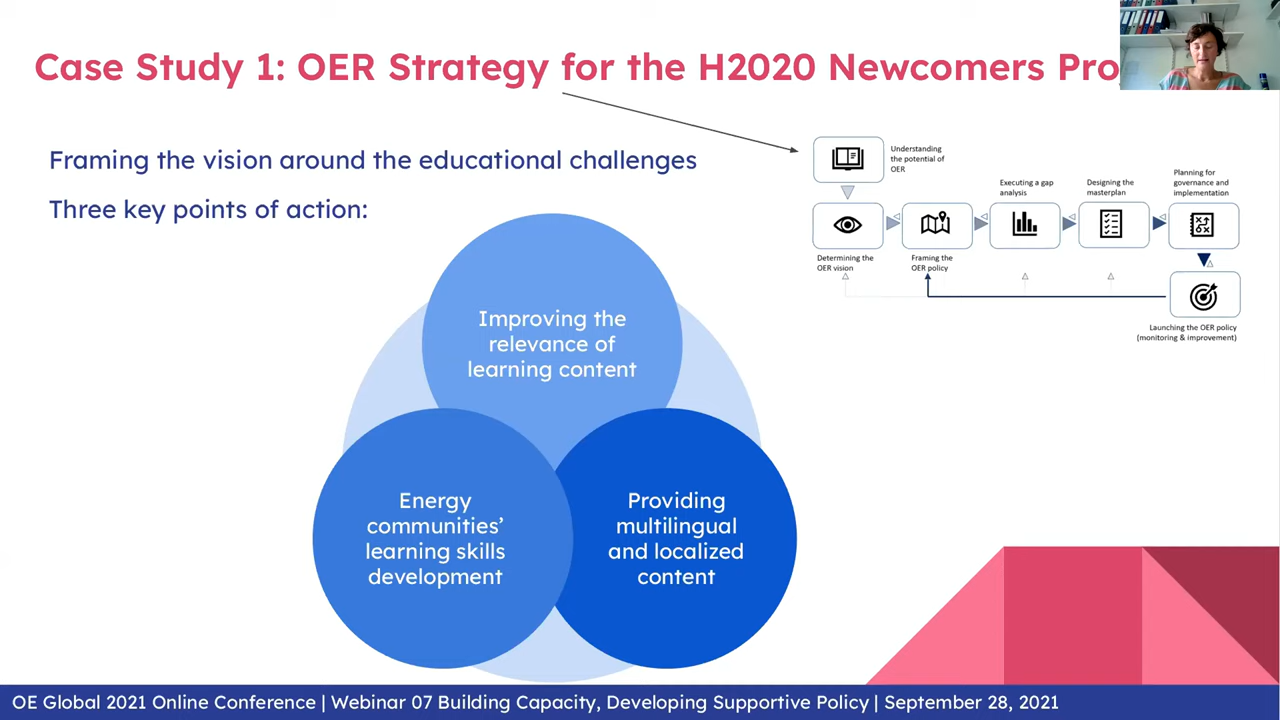 Case Study 1: OER Strategy for the H2020 Newcomers Pro
Framing the vision around the educational challenges
Three key points of action:
Improving the
relevance of
learning content
Energy
communities’
learning skills
development
Providing
multilingual
and localized
content
Understanding
the potential of
OER
Determining the
OER vision
Framing the
OER policy
Executing a gap
analysis
Designing the
masterplan
Planning for
governance and
implementation
Launching the OER policy
(monitoring & improvement)
OE Global 2021 Online Conference | Webinar 07 Building Capacity, Developing Supportive Policy | September 28, 2021